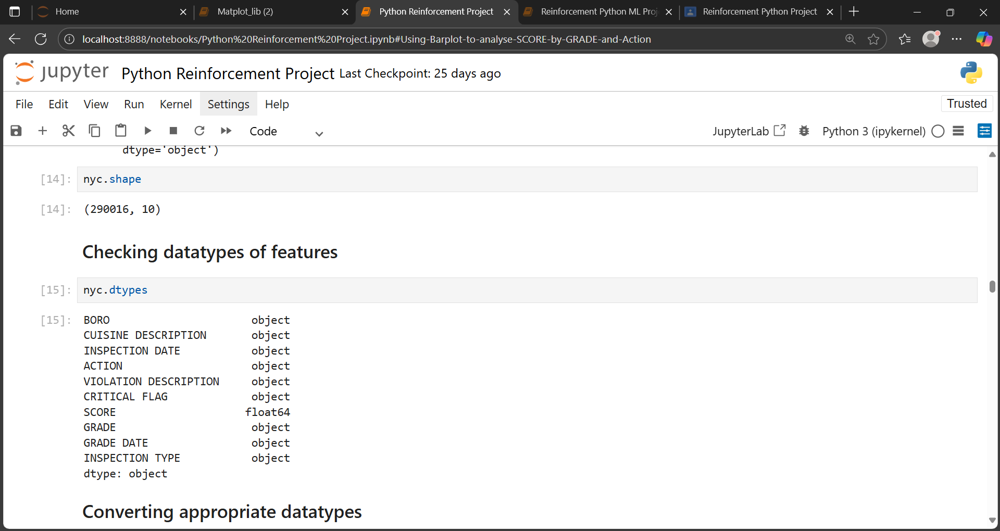 Home
Matplot_lib (2)
Python Reinforcement Project
Reinforcement Python ML Proj
Reinforcement Python Project
localhost:8888/notebooks/Python%20Reinforcement%20Project.ipynb#Using-Barplot-to-analyse-SCORE-by-GRADE-and-Action
jupyter Python Reinforcement Project Last Checkpoint: 25 days ago
File Edit View Run Kernel Settings Help
Trusted
Code
JupyterLab
Python 3 (ipykernel)
dtype='object')
[14]: nyc.shape
[14]: (290016, 10)
Checking datatypes of features
[15]: nyc.dtypes
[15]: BORO object
CUISINE DESCRIPTION object
INSPECTION DATE object
ACTION object
VIOLATION DESCRIPTION object
CRITICAL FLAG object
SCORE float64
GRADE object
GRADE DATE object
INSPECTION TYPE object
dtype: object
Converting appropriate datatypes